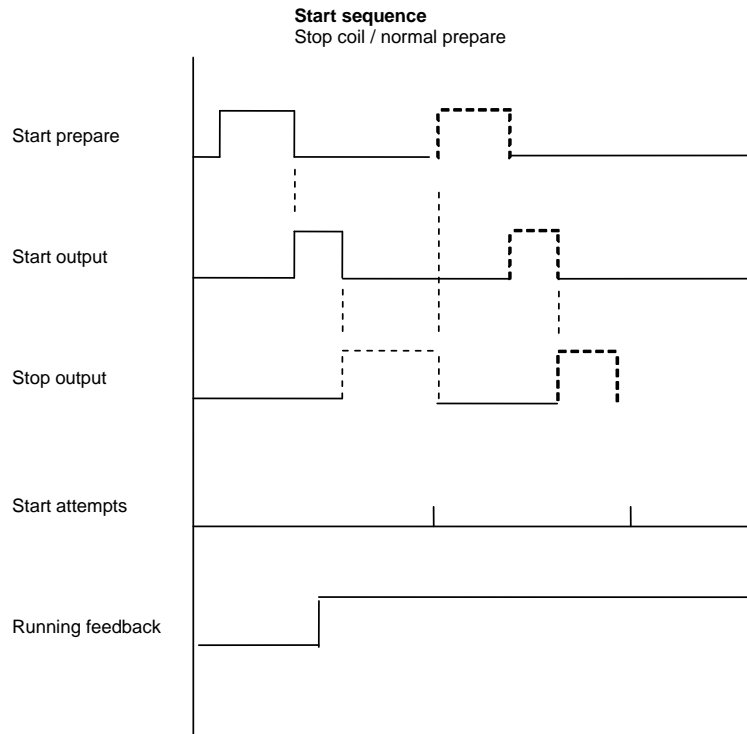 Start sequence
Stop coil / normal prepare
Start prepare
Start output
Stop output
Start attempts
Running feedback